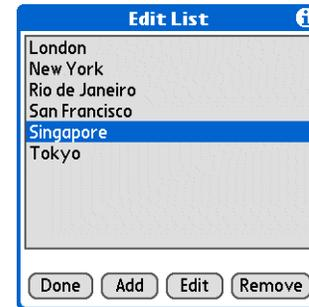 Edit List
London
New York
Rio de Janeiro
San Francisco
Singapore
Tokyo
Done Add Edit Remove